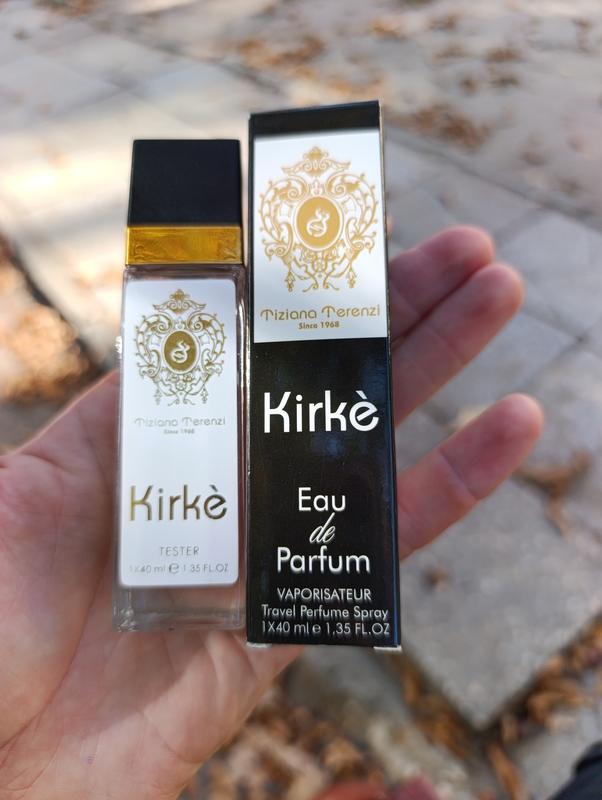 Tiziana Terenzi
Since 1968
Kirkè
TESTER
1X40 ml ℮ 1.35 FL.OZ
Tiziana Terenzi
Since 1968
Kirkè
Eau
de
Parfum
VAPORISATEUR
Travel Perfume Spray
1X40 ml ℮ 1,35 FL.OZ